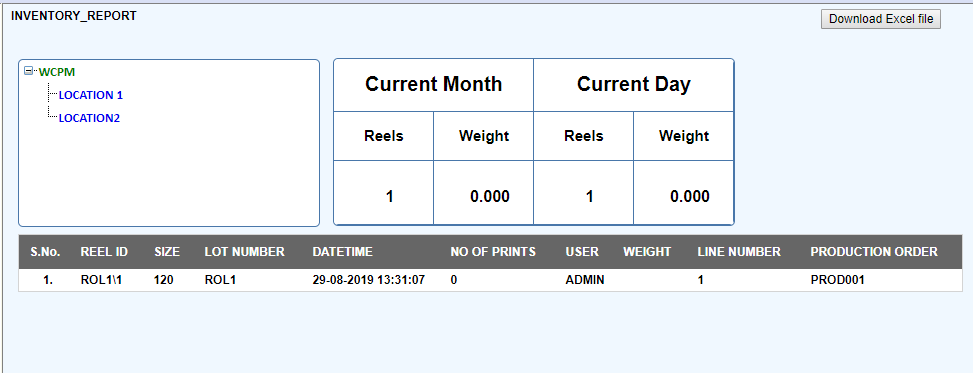 INVENTORY_REPORT
Download Excel file
WCPM
LOCATION 1
LOCATION2
Current Month Current Day
Reels Weight Reels Weight
1 0.000 1 0.000
S.No. REEL ID SIZE LOT NUMBER DATETIME NO OF PRINTS USER WEIGHT LINE NUMBER PRODUCTION ORDER
1. ROL1\1 120 ROL1 29-08-2019 13:31:07 0 ADMIN 1 PROD001